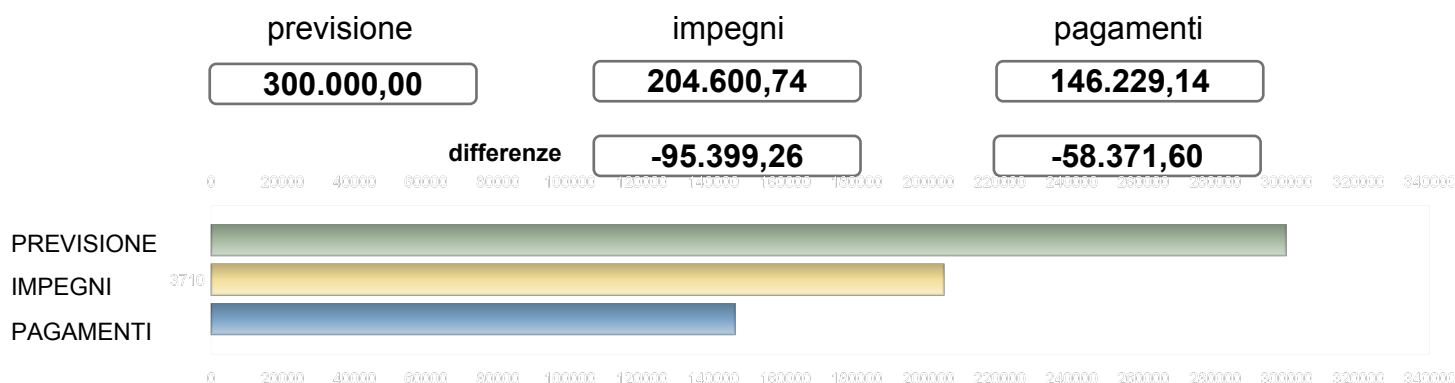 previsione impegni pagamenti
300.000,00 204.600,74 146.229,14
differenze -95.399,26 -58.371,60
0 20000 40000 60000 80000 100000 120000 140000 160000 180000 200000 220000 240000 260000 280000 300000 320000 340000
PREVISIONE
3710
IMPEGNI
PAGAMENTI
0 20000 40000 60000 80000 100000 120000 140000 160000 180000 200000 220000 240000 260000 280000 300000 320000 340000